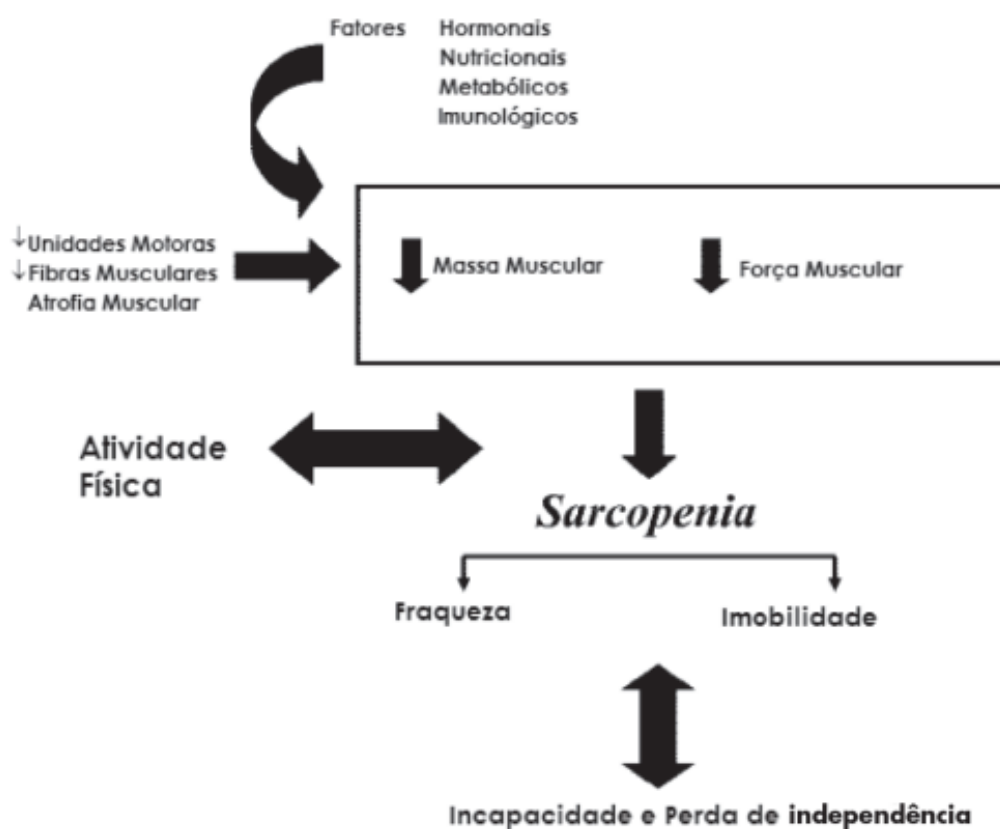 Fatores Hormonais
Nutricionais
Metabólicos
Imunológicos
↓Unidades Motoras
↓Fibras Musculares
Atrofia Muscular
Massa Muscular
Força Muscular
Atividade
Física
Sarcopenia
Fraqueza
Imobilidade
Incapacidade e Perda de independência